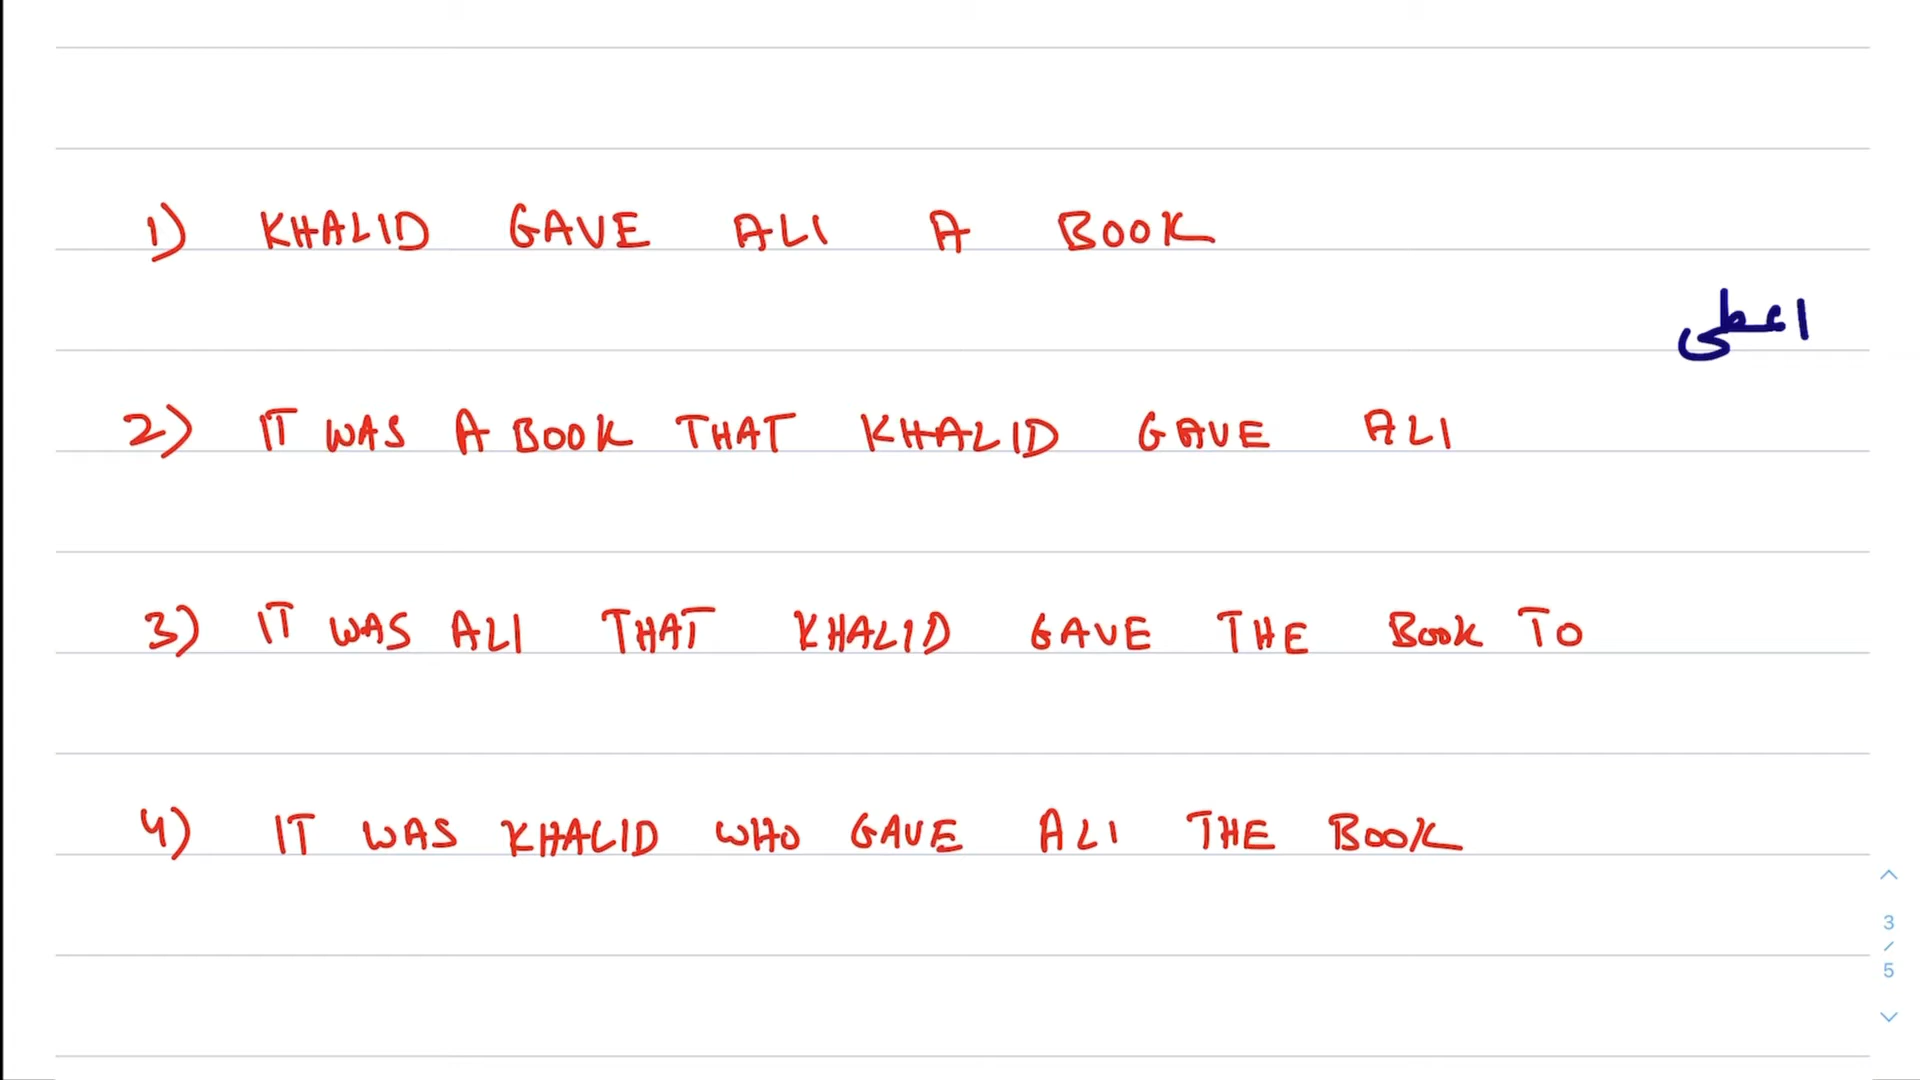 1) KHALID GAVE ALI A BOOK
اعطى
2) IT WAS A BOOK THAT KHALID GAVE ALI
3) IT WAS ALI THAT KHALID GAVE THE BOOK TO
4) IT WAS KHALID WHO GAVE ALI THE BOOK
3
/
5